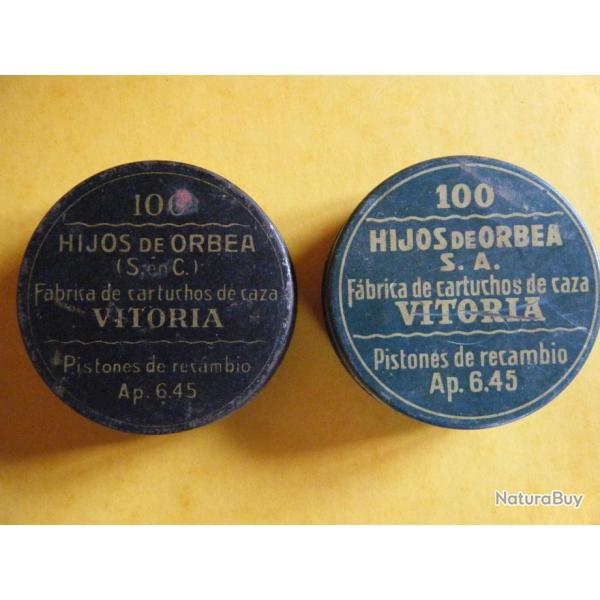 100
HIJOS DE ORBEA
(S. en C.)
Fábrica de cartuchos de caza
VITORIA
Pistones de recambio
Ap. 6.45
100
HIJOS DE ORBEA
S. A.
Fábrica de cartuchos de caza
VITORIA
Pistones de recambio
Ap. 6.45
NaturaBuy